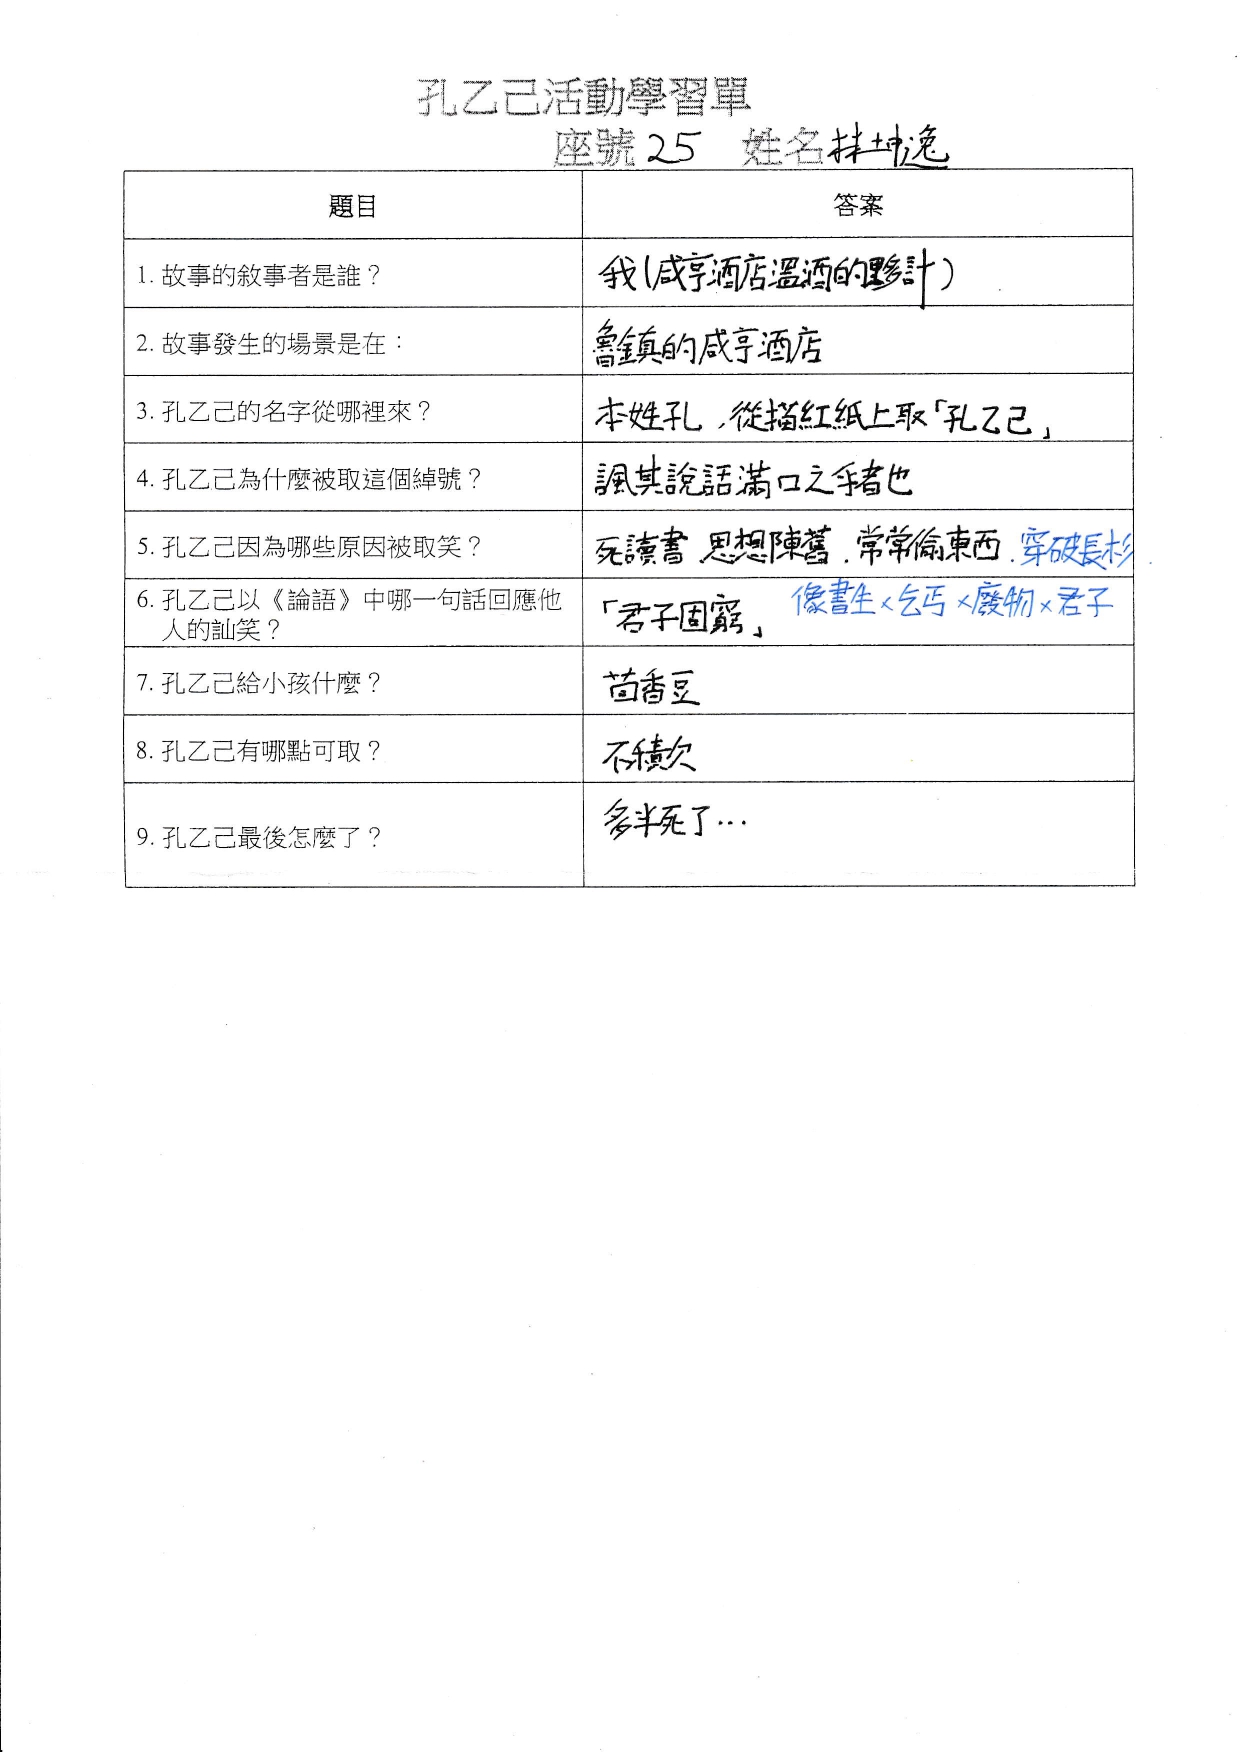 孔乙己活動學習單
座號 25 姓名 林坤逸
題目 答案
1. 故事的敘事者是誰？ 我(咸亨酒店溫酒的夥計)
2. 故事發生的場景是在： 魯鎮的咸亨酒店
3. 孔乙己的名字從哪裡來？ 本姓孔，從描紅紙上取「孔乙己」
4. 孔乙己為什麼被取這個綽號？ 諷其說話滿口之乎者也
5. 孔乙己因為哪些原因被取笑？ 死讀書、思想陳舊、常常偷東西、穿破長衫
6. 孔乙己以《論語》中哪一句話回應他人的訕笑？ 「君子固窮」 像書生×乞丐×廢物×君子
7. 孔乙己給小孩什麼？ 茴香豆
8. 孔乙己有哪點可取？ 不積欠
9. 孔乙己最後怎麼了？ 多半死了…